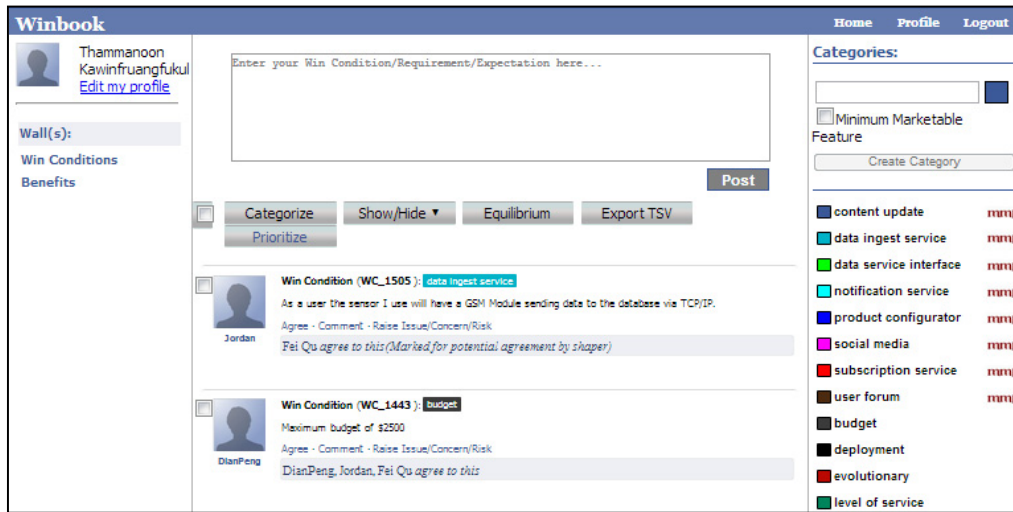 Winbook
Home Profile Logout
Thammanoon
Kawinfruangfukul
Edit my profile
Wall(s):
Win Conditions
Benefits
Enter your Win Condition/Requirement/Expectation here...
Post
Categorize Show/Hide ▼ Equilibrium Export TSV
Prioritize
Win Condition (WC_1505): data ingest service
As a user the sensor I use will have a GSM Module sending data to the database via TCP/IP.
Agree - Comment - Raise Issue/Concern/Risk
Jordan
Fei Qu agree to this(Marked for potential agreement by shaper)
Win Condition (WC_1443): budget
Maximum budget of $2500
Agree - Comment - Raise Issue/Concern/Risk
DianPeng
DianPeng, Jordan, Fei Qu agree to this
Categories:
Minimum Marketable
Feature
Create Category
content update
data ingest service
data service interface
notification service
product configurator
social media
subscription service
user forum
budget
deployment
evolutionary
level of service